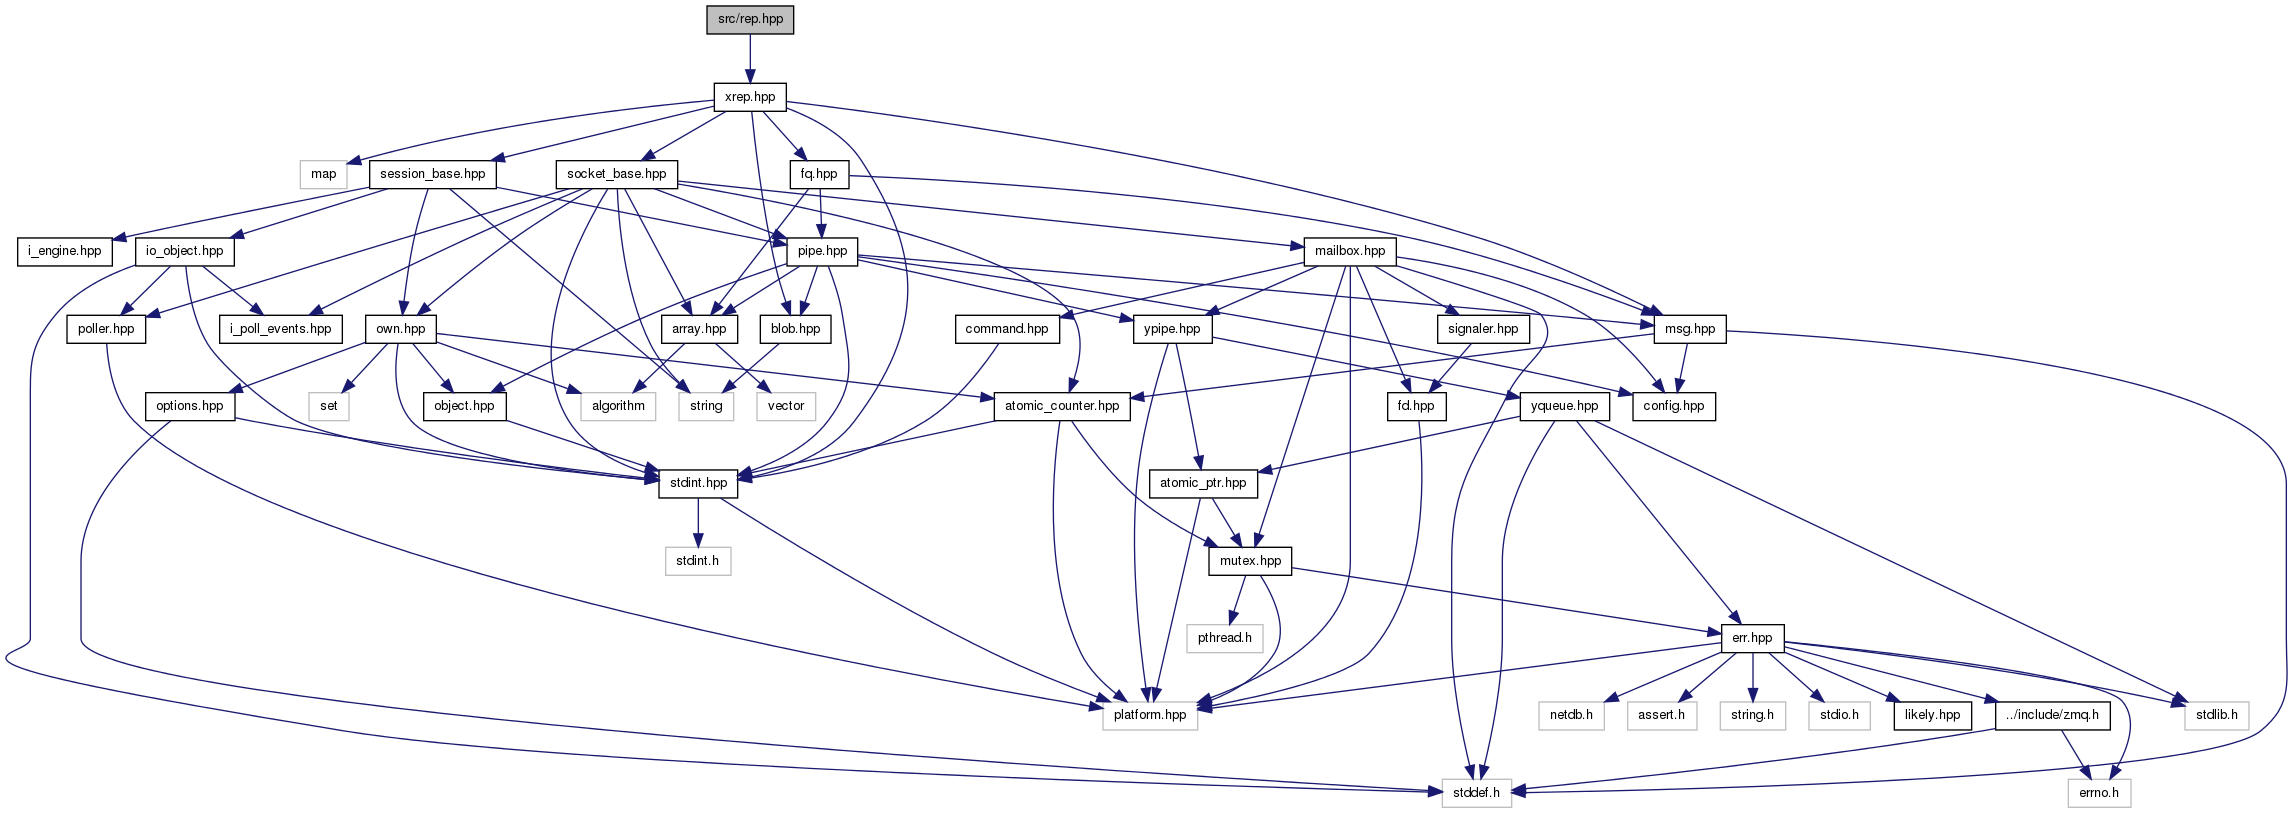 src/rep.hpp
xrep.hpp
map
session_base.hpp
socket_base.hpp
fq.hpp
i_engine.hpp
io_object.hpp
pipe.hpp
mailbox.hpp
poller.hpp
i_poll_events.hpp
own.hpp
array.hpp
blob.hpp
command.hpp
ypipe.hpp
signaler.hpp
msg.hpp
options.hpp
set
object.hpp
algorithm
string
vector
atomic_counter.hpp
fd.hpp
yqueue.hpp
config.hpp
stdint.hpp
atomic_ptr.hpp
stdint.h
mutex.hpp
pthread.h
err.hpp
platform.hpp
netdb.h
assert.h
string.h
stdio.h
likely.hpp
../include/zmq.h
stdlib.h
stddef.h
errno.h